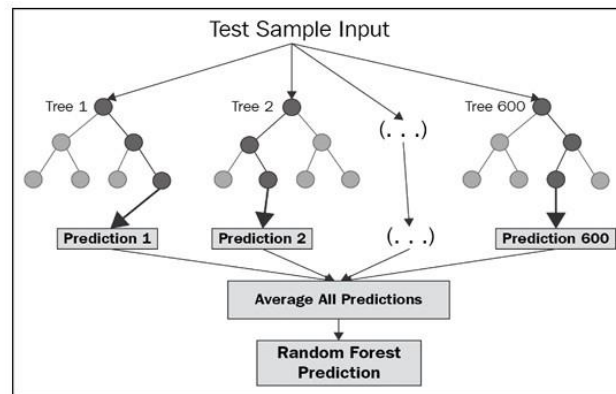 Test Sample Input
Tree 1
Tree 2
(. . .)
Tree 600
Prediction 1
Prediction 2
(. . .)
Prediction 600
Average All Predictions
Random Forest
Prediction